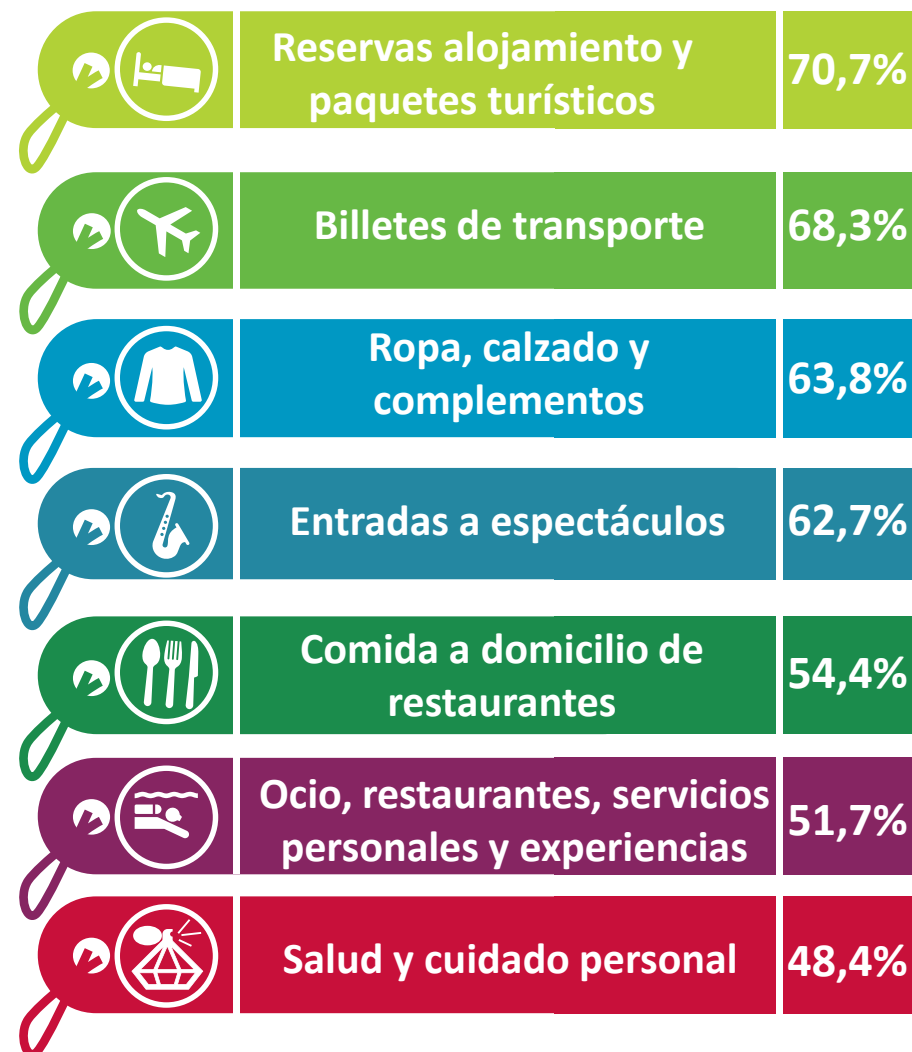 Reservas alojamiento y
paquetes turísticos
70,7%
Billetes de transporte
68,3%
Ropa, calzado y
complementos
63,8%
Entradas a espectáculos
62,7%
Comida a domicilio de
restaurantes
54,4%
Ocio, restaurantes, servicios
personales y experiencias
51,7%
Salud y cuidado personal
48,4%